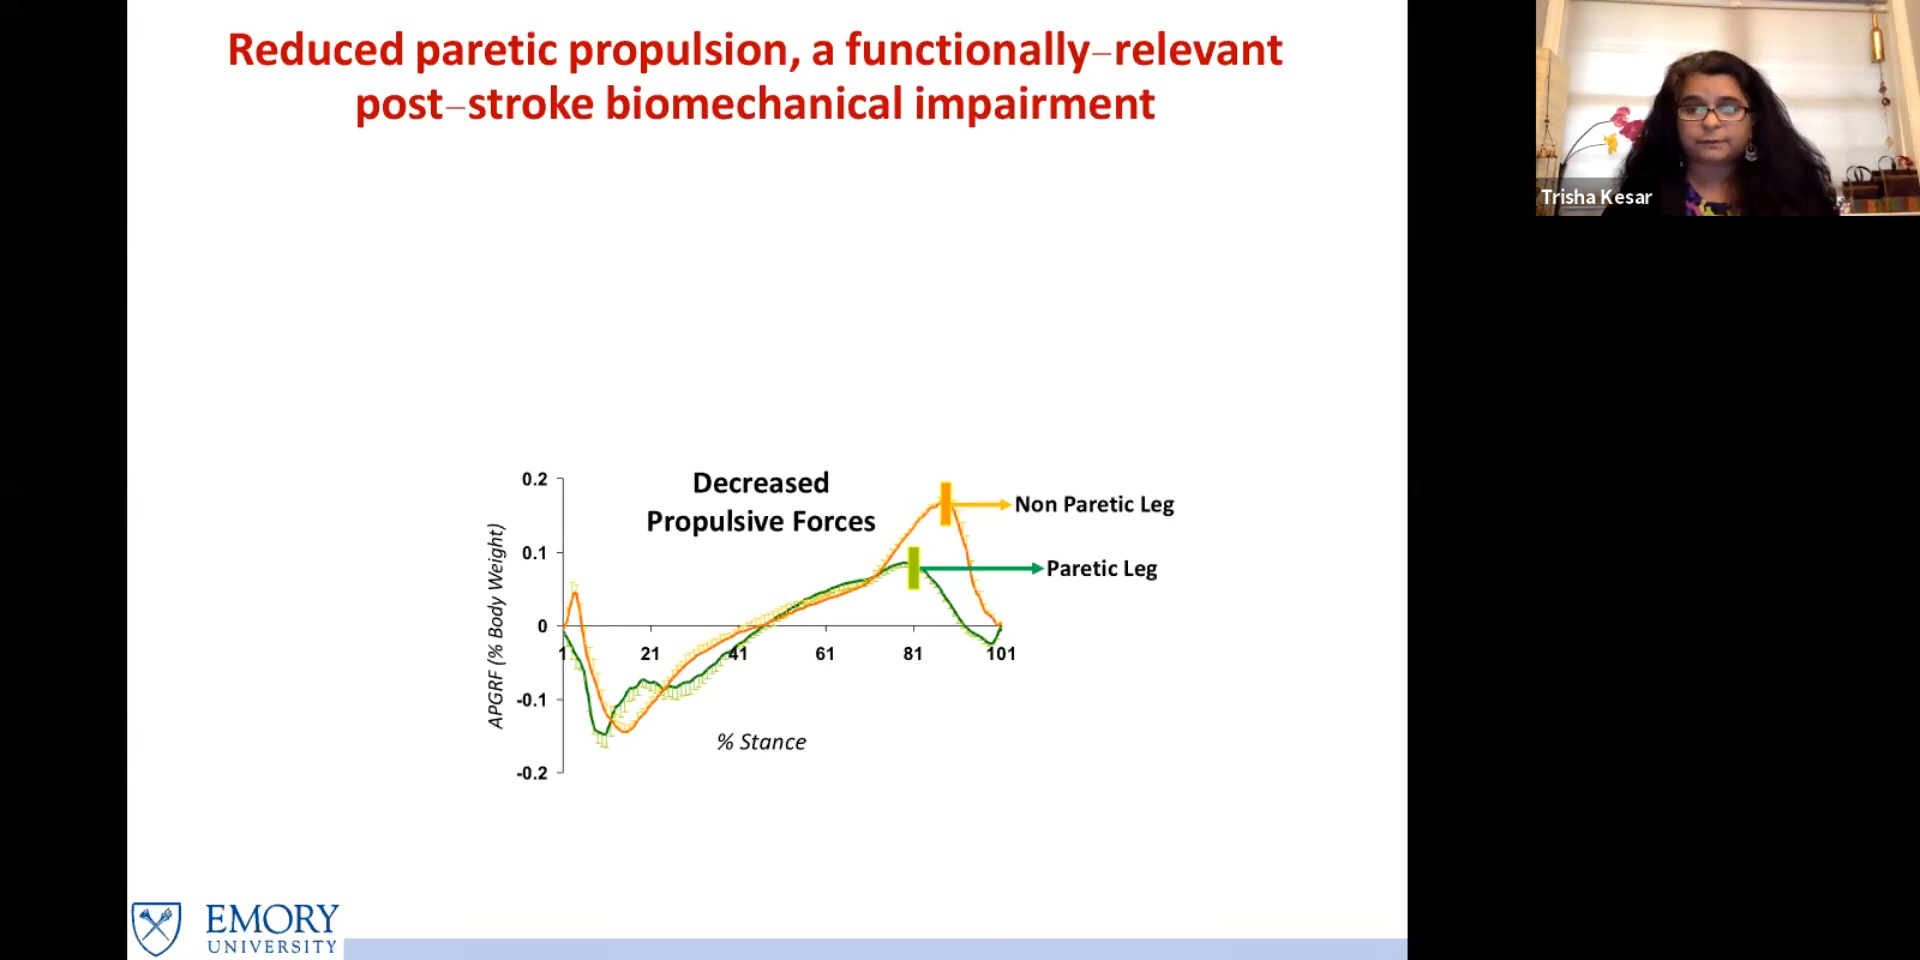 Reduced paretic propulsion, a functionally–relevant
post–stroke biomechanical impairment
Trisha Kesar
Decreased
Propulsive Forces
Non Paretic Leg
Paretic Leg
APGRF (% Body Weight)
0.2
0.1
0
-0.1
-0.2
1
21
41
61
81
101
% Stance
EMORY
UNIVERSITY